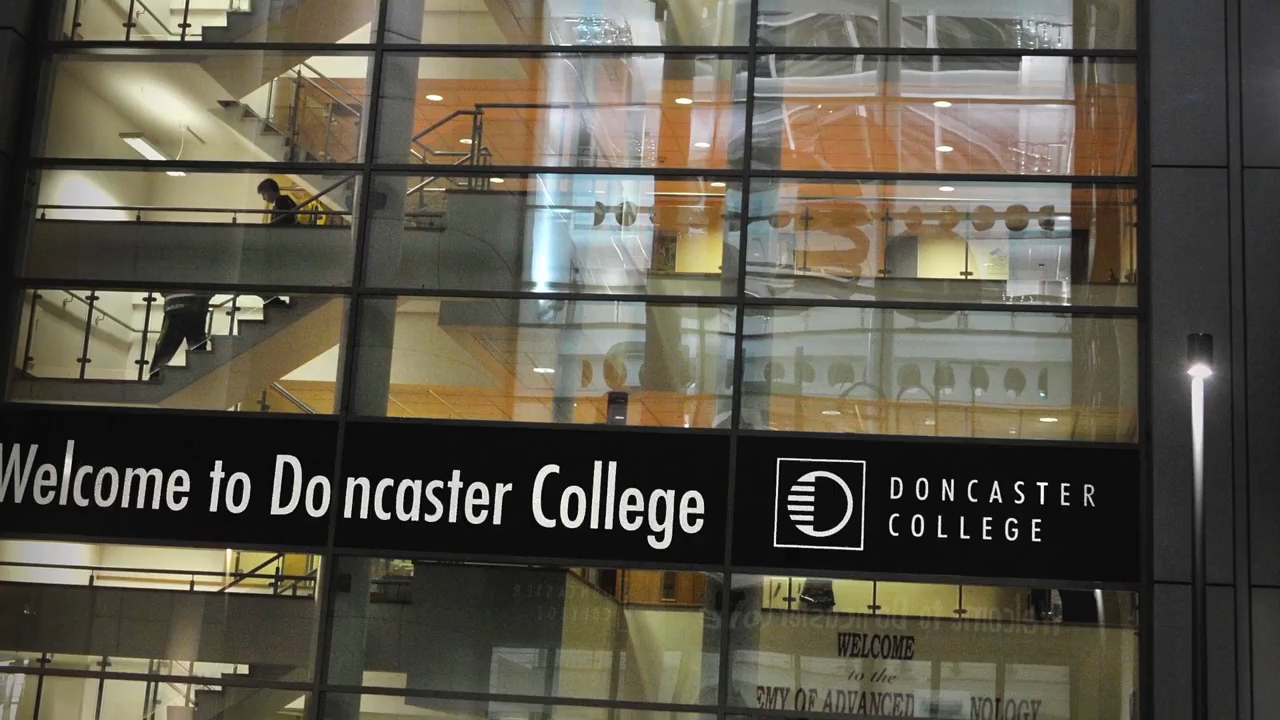 Welcome to Doncaster College
DONCASTER
COLLEGE
WELCOME
to the
EMY OF ADVANCED NOLOGY